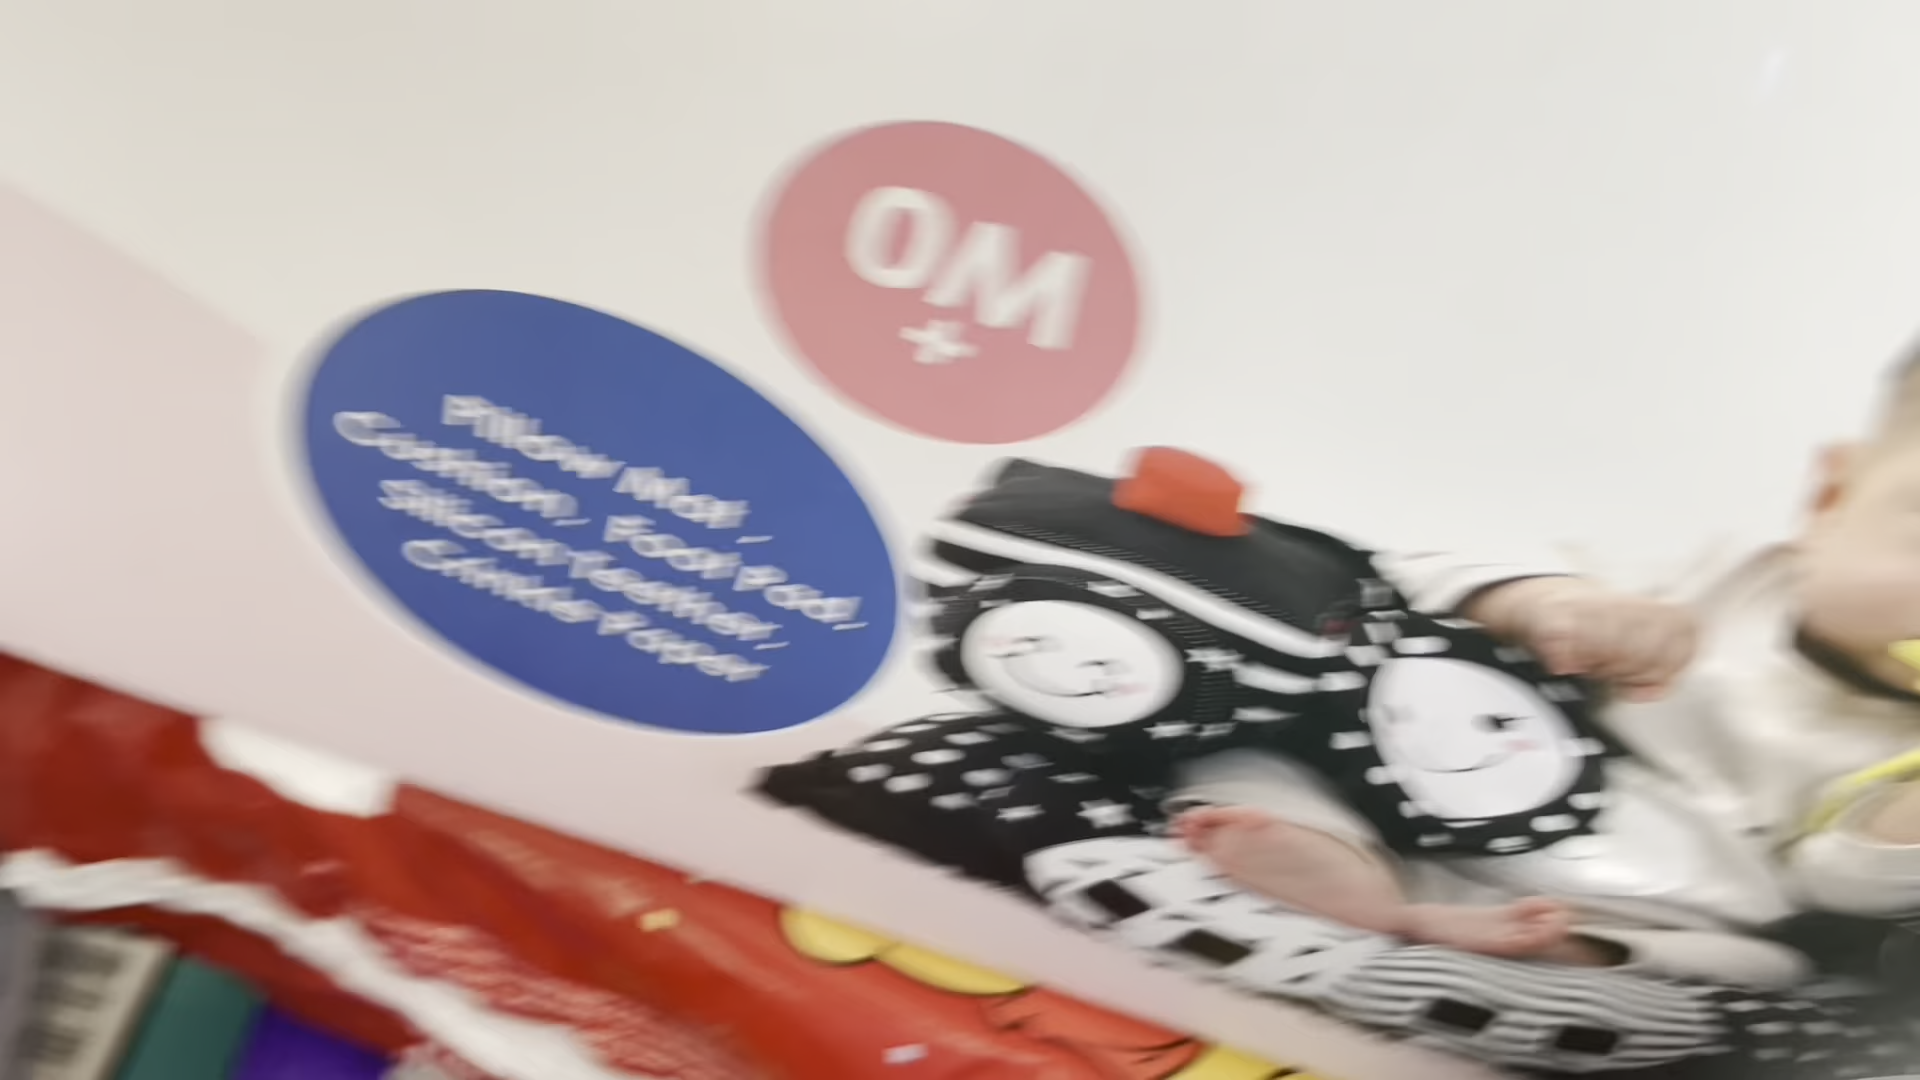 0M
+
Pillow Mat,
Cushion, Foot Pad,
Silicon Teether,
Crinkle Paper